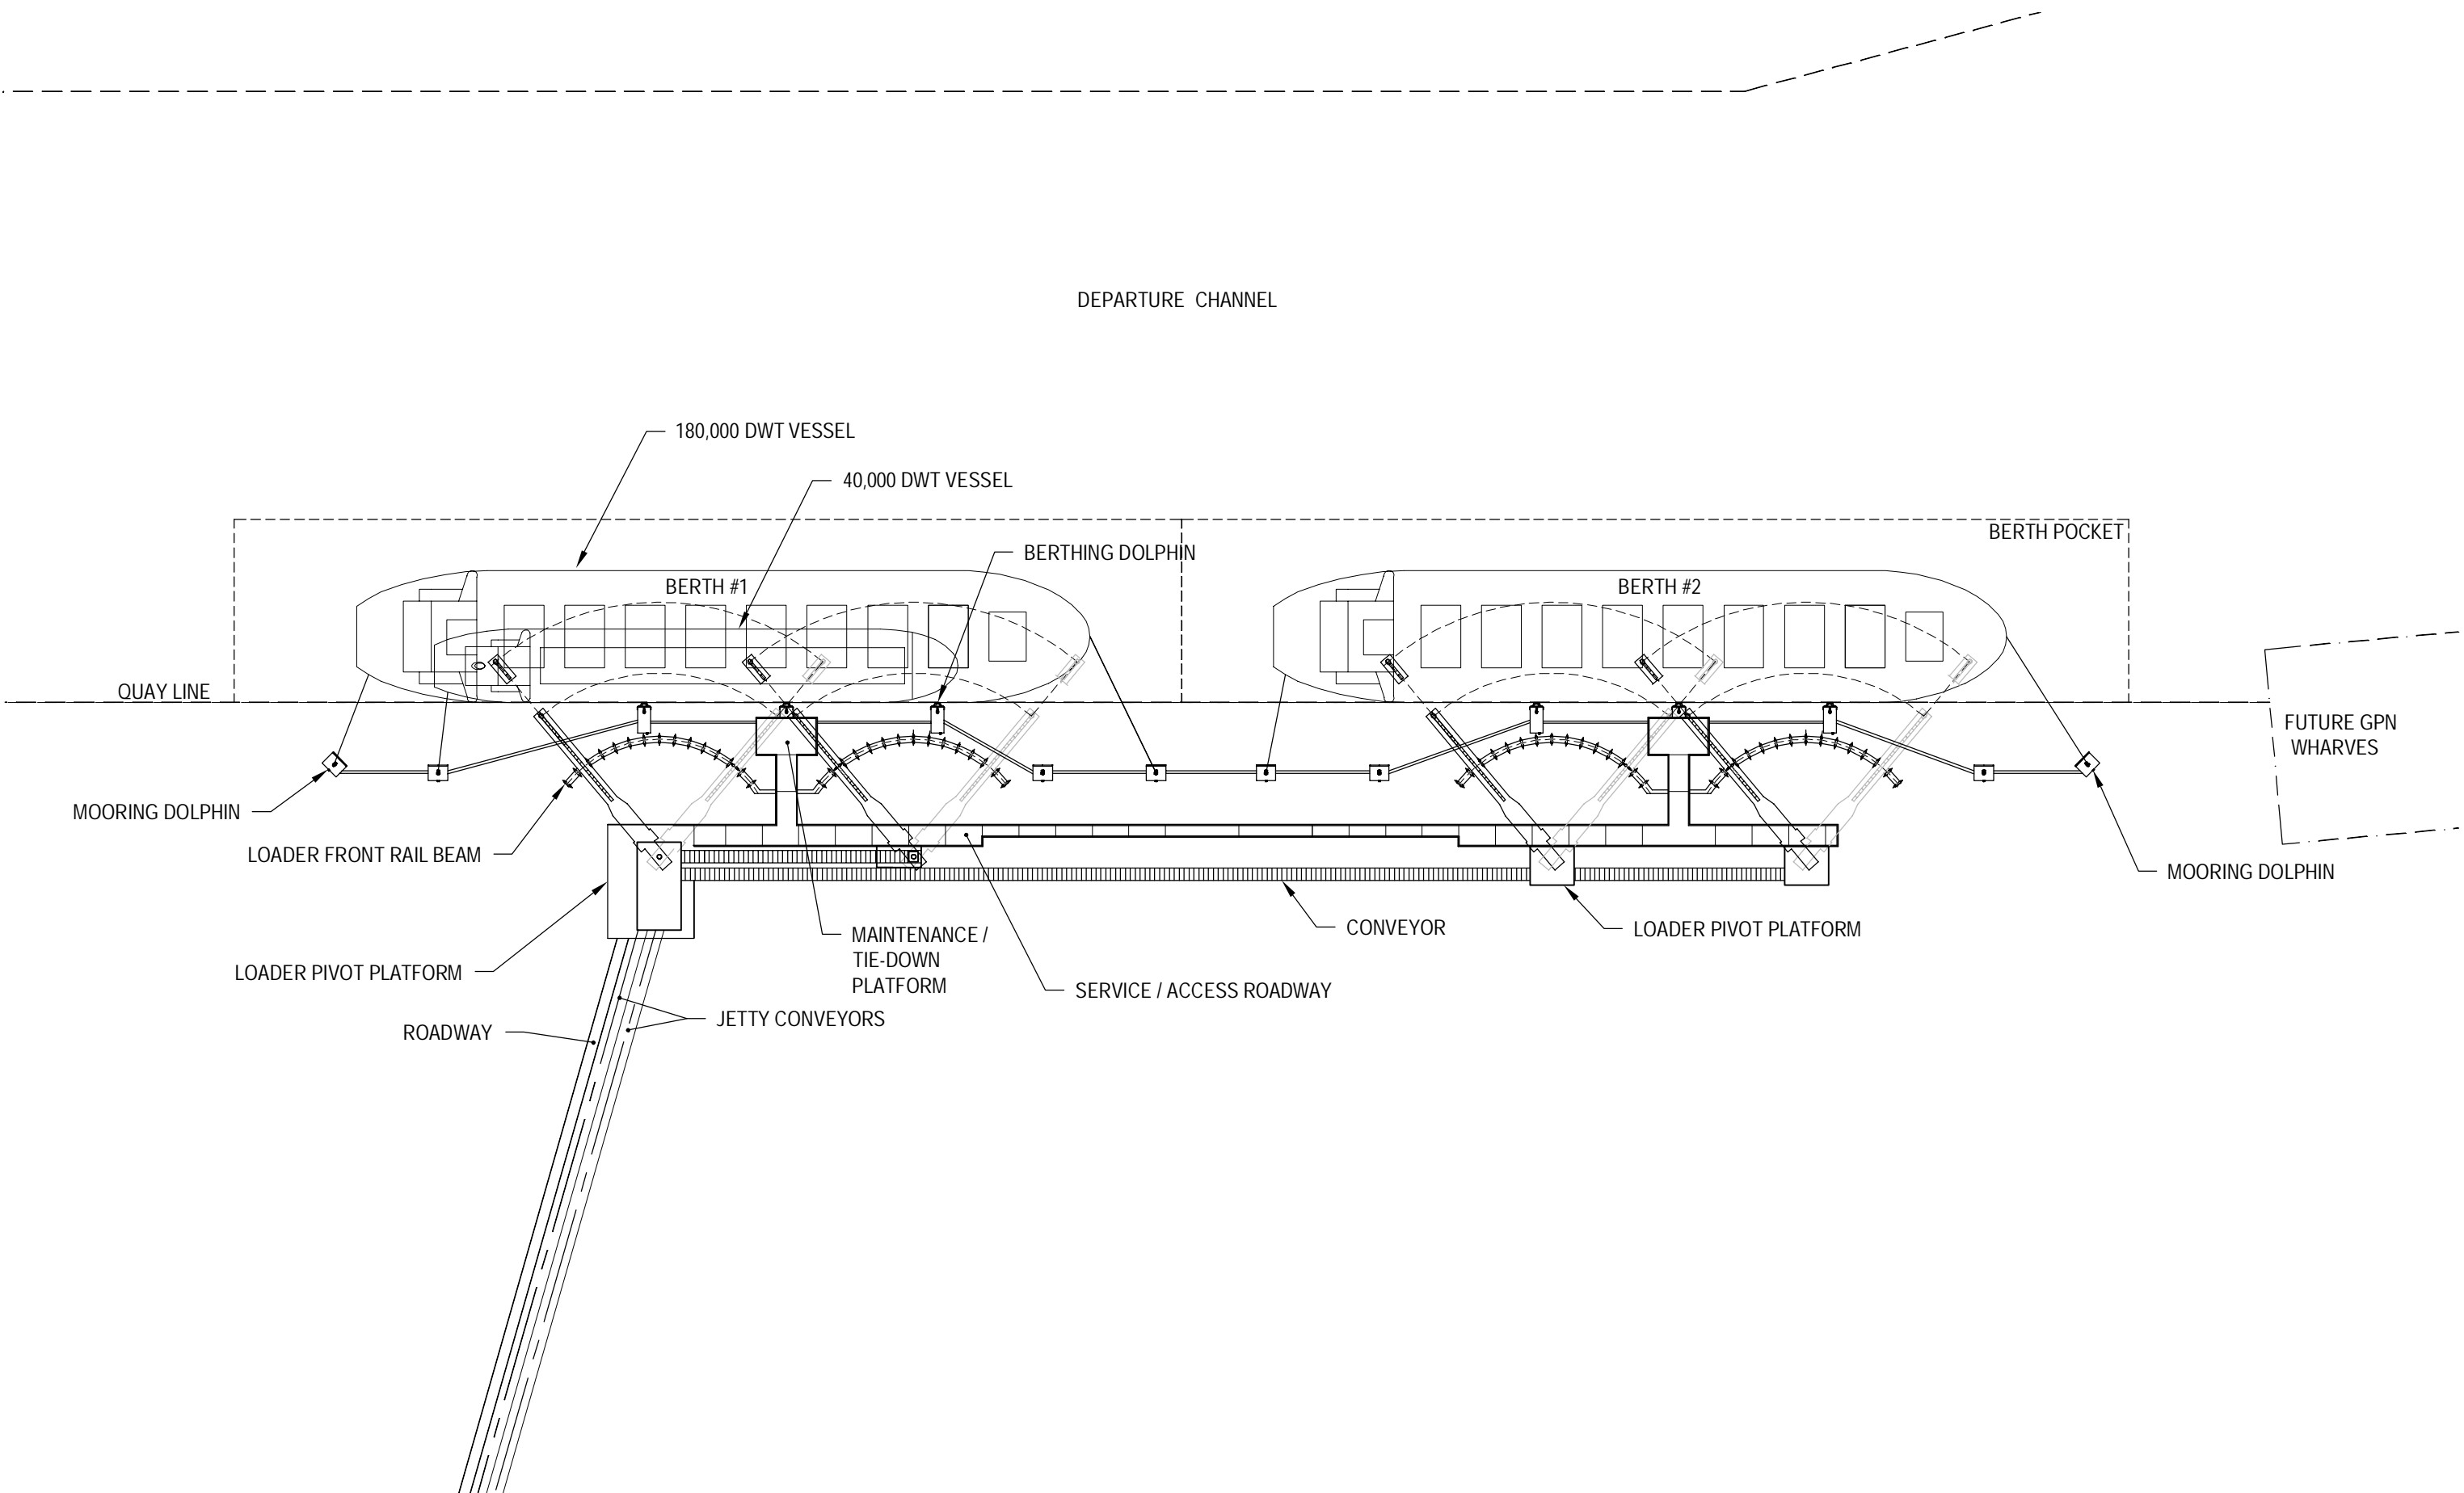 DEPARTURE CHANNEL
180,000 DWT VESSEL
40,000 DWT VESSEL
BERTH POCKET
BERTHING DOLPHIN
BERTH #1
BERTH #2
QUAY LINE
FUTURE GPN
WHARVES
MOORING DOLPHIN
LOADER FRONT RAIL BEAM
MOORING DOLPHIN
CONVEYOR
LOADER PIVOT PLATFORM
MAINTENANCE /
TIE-DOWN
PLATFORM
LOADER PIVOT PLATFORM
SERVICE / ACCESS ROADWAY
JETTY CONVEYORS
ROADWAY